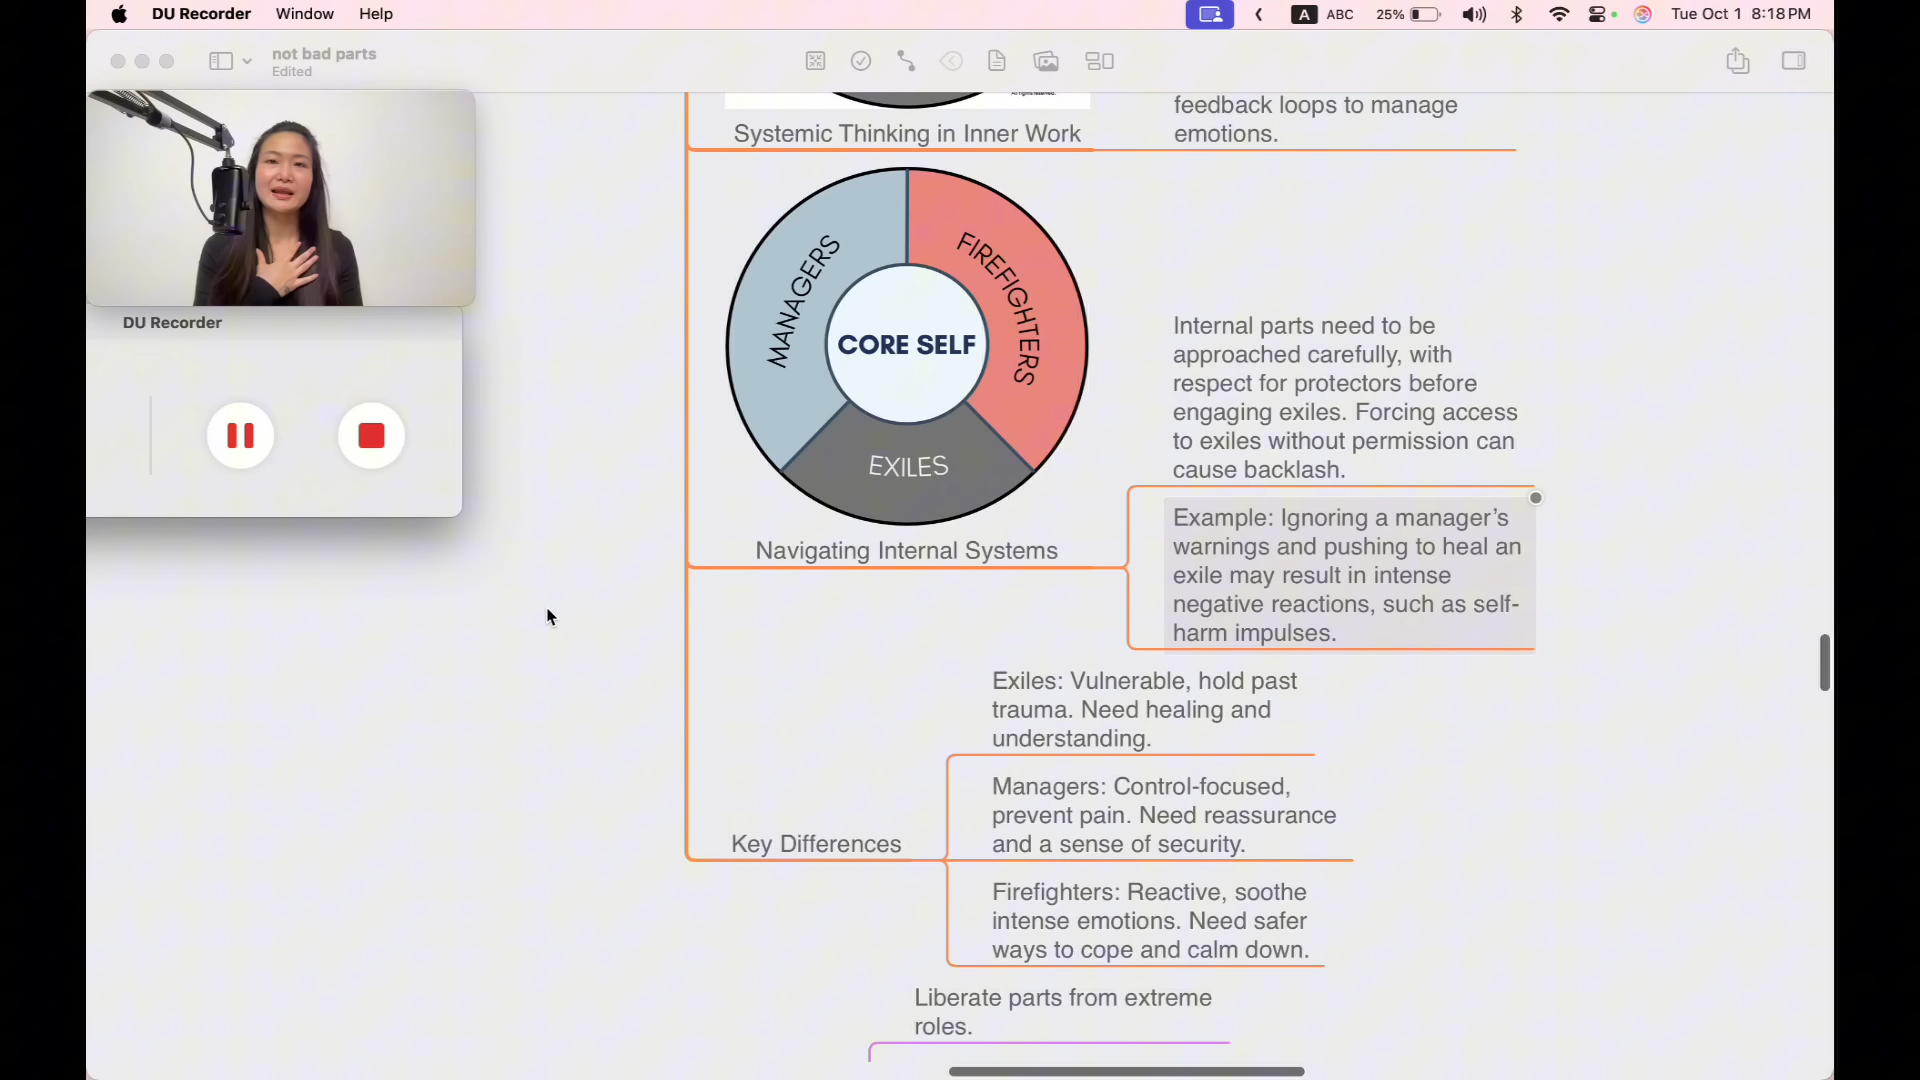 DU Recorder Window Help
A ABC 25% Tue Oct 1 8:18 PM
not bad parts
Edited
All rights reserved.
feedback loops to manage
emotions.
Systemic Thinking in Inner Work
MANAGERS
FIREFIGHTERS
CORE SELF
EXILES
DU Recorder
Internal parts need to be
approached carefully, with
respect for protectors before
engaging exiles. Forcing access
to exiles without permission can
cause backlash.
Example: Ignoring a manager’s
warnings and pushing to heal an
exile may result in intense
negative reactions, such as self-
harm impulses.
Navigating Internal Systems
Exiles: Vulnerable, hold past
trauma. Need healing and
understanding.
Managers: Control-focused,
prevent pain. Need reassurance
and a sense of security.
Key Differences
Firefighters: Reactive, soothe
intense emotions. Need safer
ways to cope and calm down.
Liberate parts from extreme
roles.